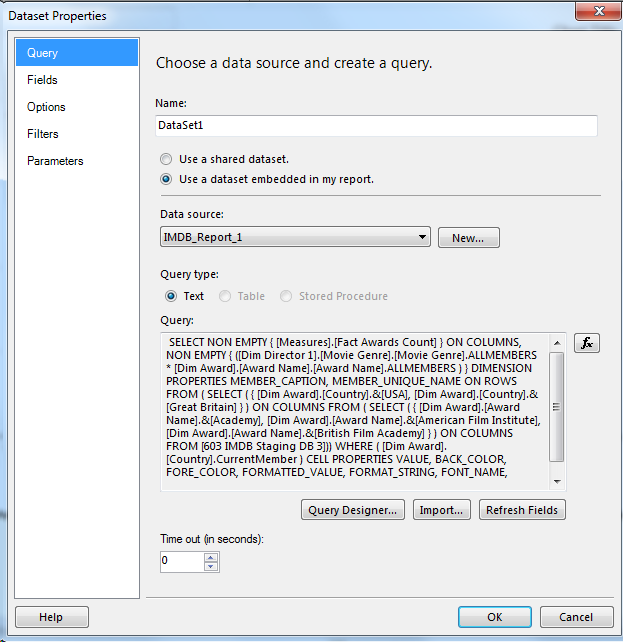 Dataset Properties
Query
Fields
Options
Filters
Parameters
Choose a data source and create a query.
Name:
DataSet1
Use a shared dataset.
Use a dataset embedded in my report.
Data source:
IMDB_Report_1
New...
Query type:
Text
Table
Stored Procedure
Query:
SELECT NON EMPTY { [Measures].[Fact Awards Count] } ON COLUMNS,
NON EMPTY { ([Dim Director 1].[Movie Genre].[Movie Genre].ALLMEMBERS
* [Dim Award].[Award Name].[Award Name].ALLMEMBERS ) } DIMENSION
PROPERTIES MEMBER_CAPTION, MEMBER_UNIQUE_NAME ON ROWS
FROM ( SELECT ( { [Dim Award].[Country].&[USA], [Dim Award].[Country].&
[Great Britain] } ) ON COLUMNS FROM ( SELECT ( { [Dim Award].[Award
Name].&[Academy], [Dim Award].[Award Name].&[American Film Institute],
[Dim Award].[Award Name].&[British Film Academy] } ) ON COLUMNS
FROM [603 IMDB Staging DB 3])) WHERE ( [Dim Award].
[Country].CurrentMember ) CELL PROPERTIES VALUE, BACK_COLOR,
FORE_COLOR, FORMATTED_VALUE, FORMAT_STRING, FONT_NAME,
fx
Query Designer...
Import...
Refresh Fields
Time out (in seconds):
0
Help
OK
Cancel